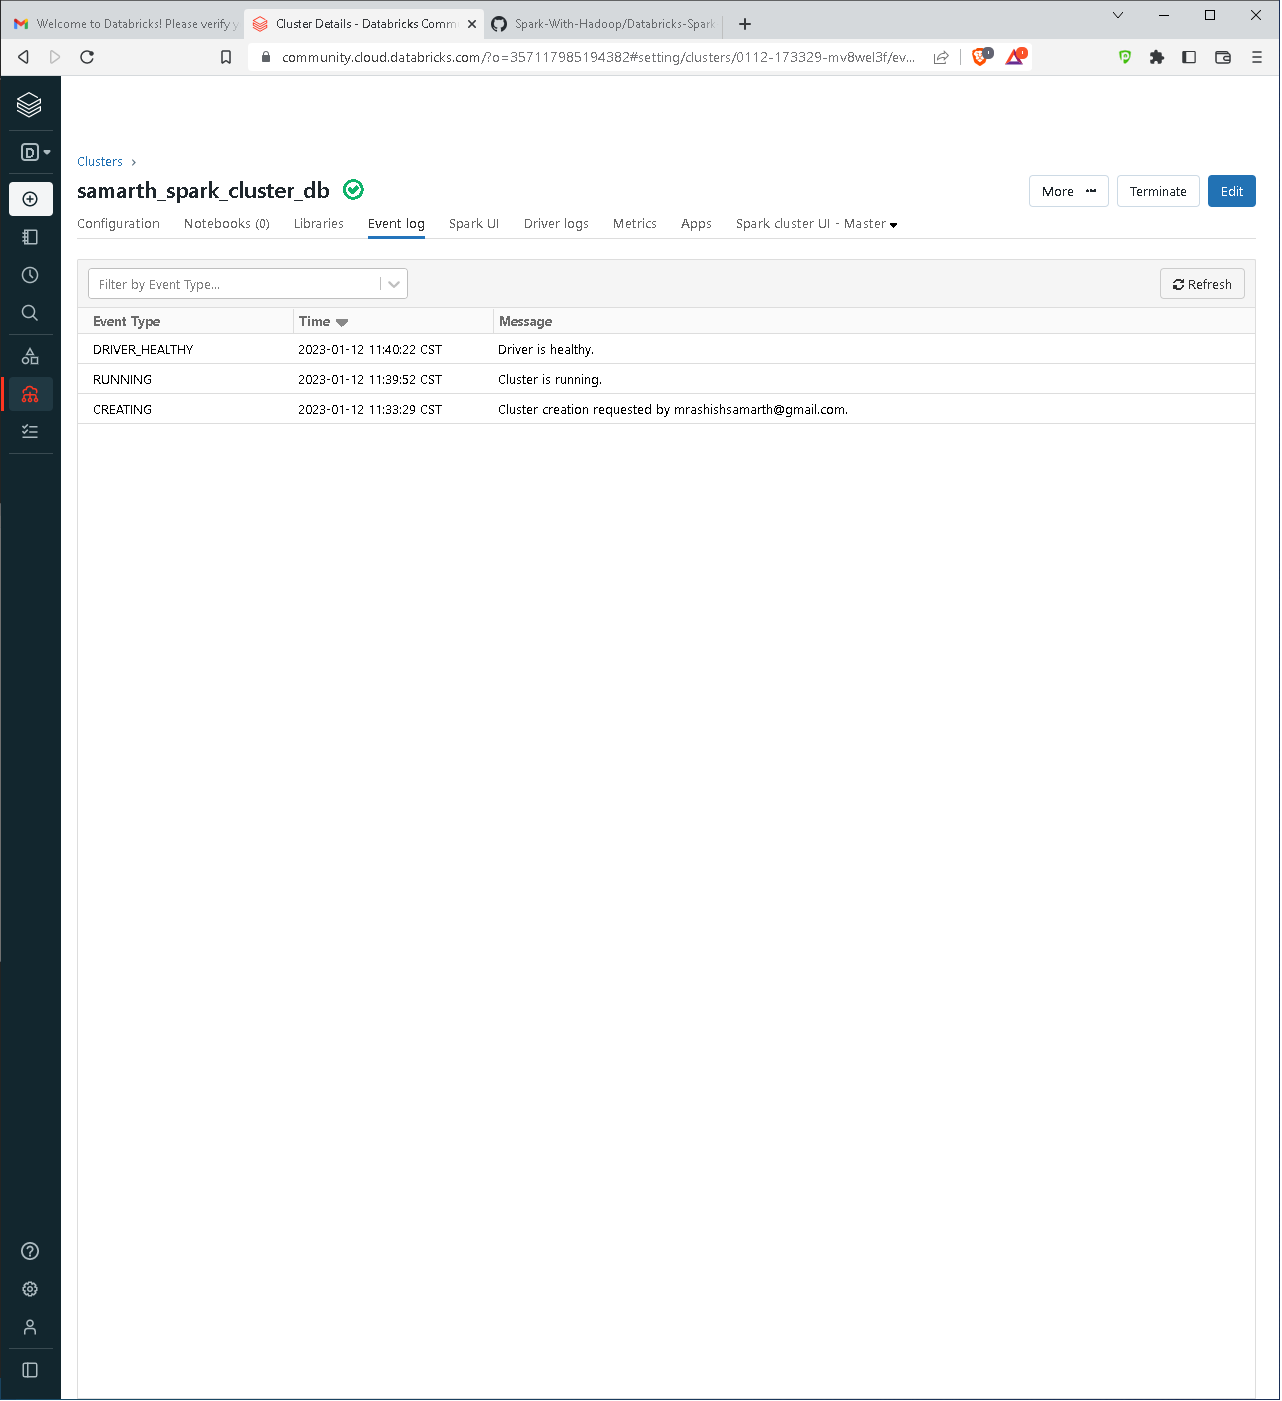 Welcome to Databricks! Please verify y
Cluster Details - Databricks Comm
Spark-With-Hadoop/Databricks-Spark
community.cloud.databricks.com/?o=357117985194382#setting/clusters/0112-173329-mv8wel3f/ev...
D
Clusters ›
samarth_spark_cluster_db
More ··· Terminate Edit
Configuration Notebooks (0) Libraries Event log Spark UI Driver logs Metrics Apps Spark cluster UI - Master
Filter by Event Type... Refresh
Event Type Time Message
DRIVER_HEALTHY 2023-01-12 11:40:22 CST Driver is healthy.
RUNNING 2023-01-12 11:39:52 CST Cluster is running.
CREATING 2023-01-12 11:33:29 CST Cluster creation requested by mrashishsamarth@gmail.com.